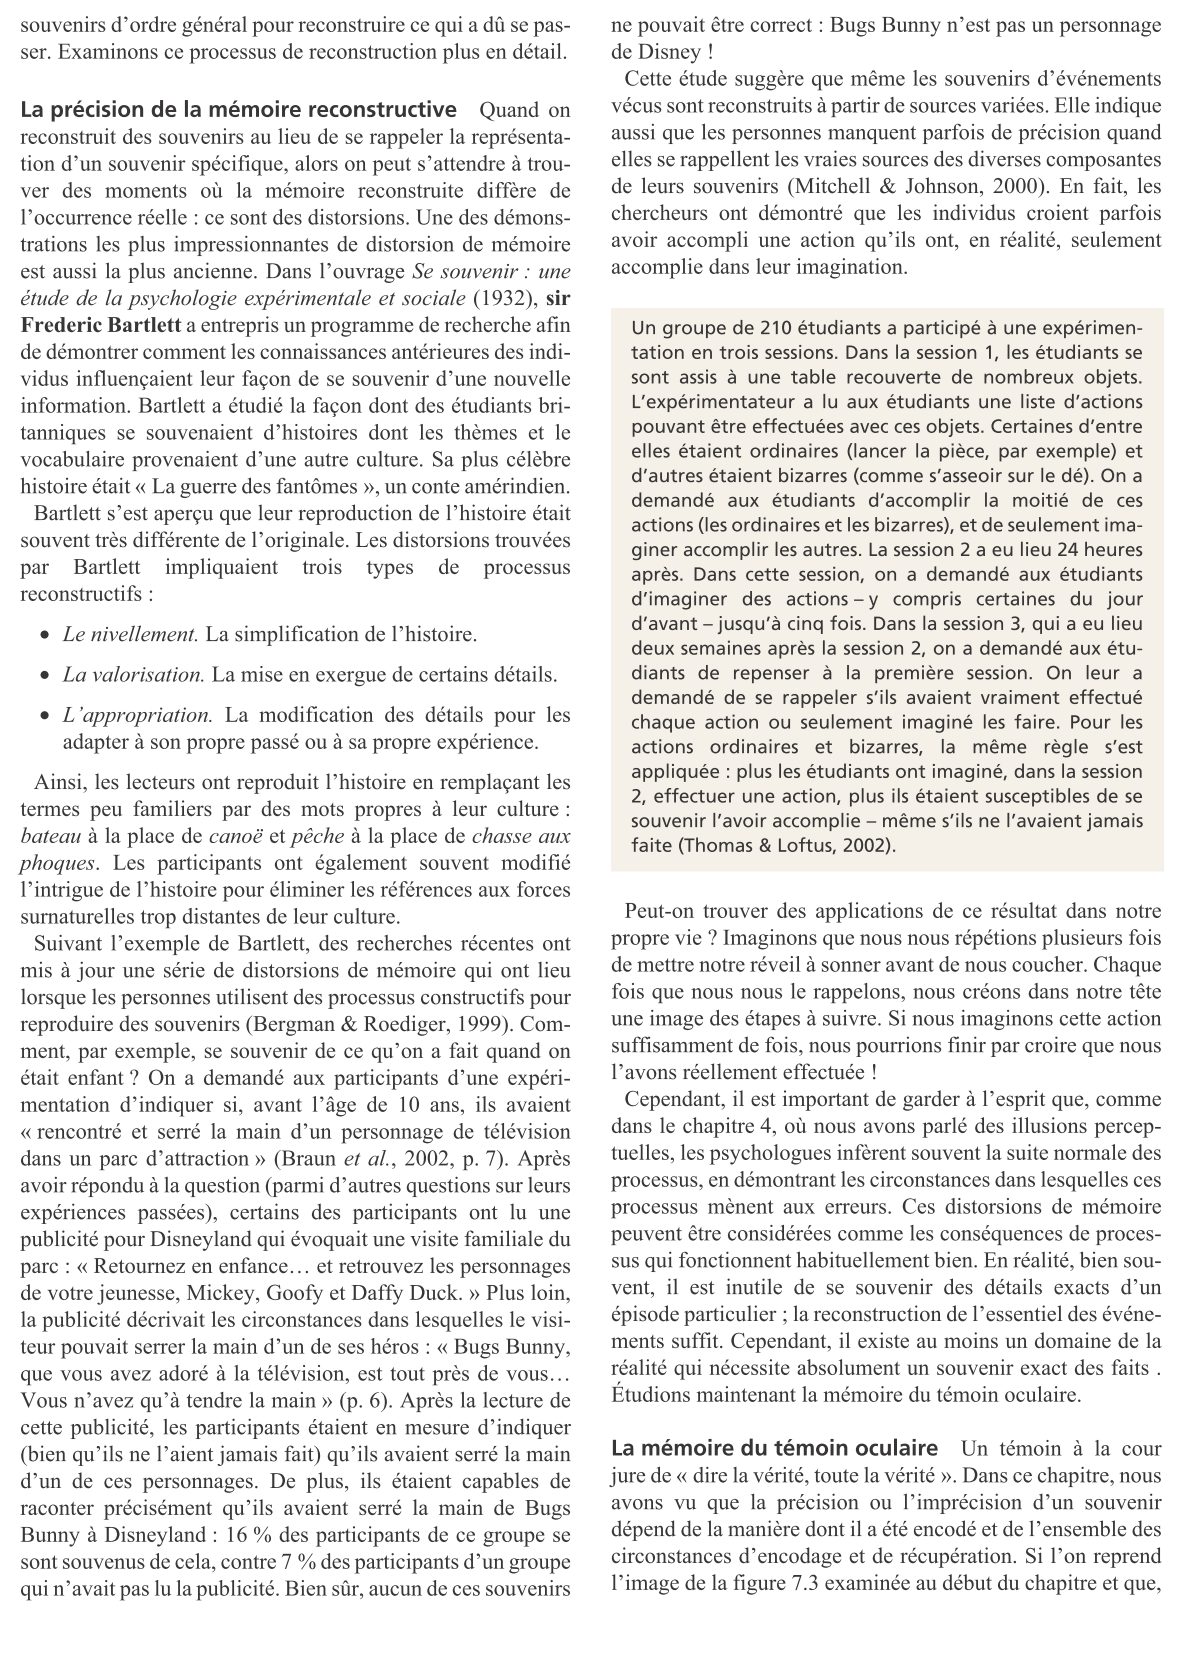 souvenirs d’ordre général pour reconstruire ce qui a dû se pas-
ser. Examinons ce processus de reconstruction plus en détail.
La précision de la mémoire reconstructive Quand on
reconstruit des souvenirs au lieu de se rappeler la représenta-
tion d’un souvenir spécifique, alors on peut s’attendre à trou-
ver des moments où la mémoire reconstruite diffère de
l’occurrence réelle : ce sont des distorsions. Une des démons-
trations les plus impressionnantes de distorsion de mémoire
est aussi la plus ancienne. Dans l’ouvrage Se souvenir : une
étude de la psychologie expérimentale et sociale (1932), sir
Frederic Bartlett a entrepris un programme de recherche afin
de démontrer comment les connaissances antérieures des indi-
vidus influençaient leur façon de se souvenir d’une nouvelle
information. Bartlett a étudié la façon dont des étudiants bri-
tanniques se souvenaient d’histoires dont les thèmes et le
vocabulaire provenaient d’une autre culture. Sa plus célèbre
histoire était « La guerre des fantômes », un conte amérindien.
Bartlett s’est aperçu que leur reproduction de l’histoire était
souvent très différente de l’originale. Les distorsions trouvées
par Bartlett impliquaient trois types de processus
reconstructifs :
• Le nivellement. La simplification de l’histoire.
• La valorisation. La mise en exergue de certains détails.
• L’appropriation. La modification des détails pour les
adapter à son propre passé ou à sa propre expérience.
Ainsi, les lecteurs ont reproduit l’histoire en remplaçant les
termes peu familiers par des mots propres à leur culture :
bateau à la place de canoë et pêche à la place de chasse aux
phoques. Les participants ont également souvent modifié
l’intrigue de l’histoire pour éliminer les références aux forces
surnaturelles trop distantes de leur culture.
Suivant l’exemple de Bartlett, des recherches récentes ont
mis à jour une série de distorsions de mémoire qui ont lieu
lorsque les personnes utilisent des processus constructifs pour
reproduire des souvenirs (Bergman & Roediger, 1999). Com-
ment, par exemple, se souvenir de ce qu’on a fait quand on
était enfant ? On a demandé aux participants d’une expéri-
mentation d’indiquer si, avant l’âge de 10 ans, ils avaient
« rencontré et serré la main d’un personnage de télévision
dans un parc d’attraction » (Braun et al., 2002, p. 7). Après
avoir répondu à la question (parmi d’autres questions sur leurs
expériences passées), certains des participants ont lu une
publicité pour Disneyland qui évoquait une visite familiale du
parc : « Retournez en enfance… et retrouvez les personnages
de votre jeunesse, Mickey, Goofy et Daffy Duck. » Plus loin,
la publicité décrivait les circonstances dans lesquelles le visi-
teur pouvait serrer la main d’un de ses héros : « Bugs Bunny,
que vous avez adoré à la télévision, est tout près de vous…
Vous n’avez qu’à tendre la main » (p. 6). Après la lecture de
cette publicité, les participants étaient en mesure d’indiquer
(bien qu’ils ne l’aient jamais fait) qu’ils avaient serré la main
d’un de ces personnages. De plus, ils étaient capables de
raconter précisément qu’ils avaient serré la main de Bugs
Bunny à Disneyland : 16 % des participants de ce groupe se
sont souvenus de cela, contre 7 % des participants d’un groupe
qui n’avait pas lu la publicité. Bien sûr, aucun de ces souvenirs
ne pouvait être correct : Bugs Bunny n’est pas un personnage
de Disney !
Cette étude suggère que même les souvenirs d’événements
vécus sont reconstruits à partir de sources variées. Elle indique
aussi que les personnes manquent parfois de précision quand
elles se rappellent les vraies sources des diverses composantes
de leurs souvenirs (Mitchell & Johnson, 2000). En fait, les
chercheurs ont démontré que les individus croient parfois
avoir accompli une action qu’ils ont, en réalité, seulement
accomplie dans leur imagination.
Un groupe de 210 étudiants a participé à une expérimen-
tation en trois sessions. Dans la session 1, les étudiants se
sont assis à une table recouverte de nombreux objets.
L’expérimentateur a lu aux étudiants une liste d’actions
pouvant être effectuées avec ces objets. Certaines d’entre
elles étaient ordinaires (lancer la pièce, par exemple) et
d’autres étaient bizarres (comme s’asseoir sur le dé). On a
demandé aux étudiants d’accomplir la moitié de ces
actions (les ordinaires et les bizarres), et de seulement ima-
giner accomplir les autres. La session 2 a eu lieu 24 heures
après. Dans cette session, on a demandé aux étudiants
d’imaginer des actions – y compris certaines du jour
d’avant – jusqu’à cinq fois. Dans la session 3, qui a eu lieu
deux semaines après la session 2, on a demandé aux étu-
diants de repenser à la première session. On leur a
demandé de se rappeler s’ils avaient vraiment effectué
chaque action ou seulement imaginé les faire. Pour les
actions ordinaires et bizarres, la même règle s’est
appliquée : plus les étudiants ont imaginé, dans la session
2, effectuer une action, plus ils étaient susceptibles de se
souvenir l’avoir accomplie – même s’ils ne l’avaient jamais
faite (Thomas & Loftus, 2002).
Peut-on trouver des applications de ce résultat dans notre
propre vie ? Imaginons que nous nous répétions plusieurs fois
de mettre notre réveil à sonner avant de nous coucher. Chaque
fois que nous nous le rappelons, nous créons dans notre tête
une image des étapes à suivre. Si nous imaginons cette action
suffisamment de fois, nous pourrions finir par croire que nous
l’avons réellement effectuée !
Cependant, il est important de garder à l’esprit que, comme
dans le chapitre 4, où nous avons parlé des illusions percep-
tuelles, les psychologues infèrent souvent la suite normale des
processus, en démontrant les circonstances dans lesquelles ces
processus mènent aux erreurs. Ces distorsions de mémoire
peuvent être considérées comme les conséquences de proces-
sus qui fonctionnent habituellement bien. En réalité, bien sou-
vent, il est inutile de se souvenir des détails exacts d’un
épisode particulier ; la reconstruction de l’essentiel des événe-
ments suffit. Cependant, il existe au moins un domaine de la
réalité qui nécessite absolument un souvenir exact des faits .
Étudions maintenant la mémoire du témoin oculaire.
La mémoire du témoin oculaire Un témoin à la cour
jure de « dire la vérité, toute la vérité ». Dans ce chapitre, nous
avons vu que la précision ou l’imprécision d’un souvenir
dépend de la manière dont il a été encodé et de l’ensemble des
circonstances d’encodage et de récupération. Si l’on reprend
l’image de la figure 7.3 examinée au début du chapitre et que,